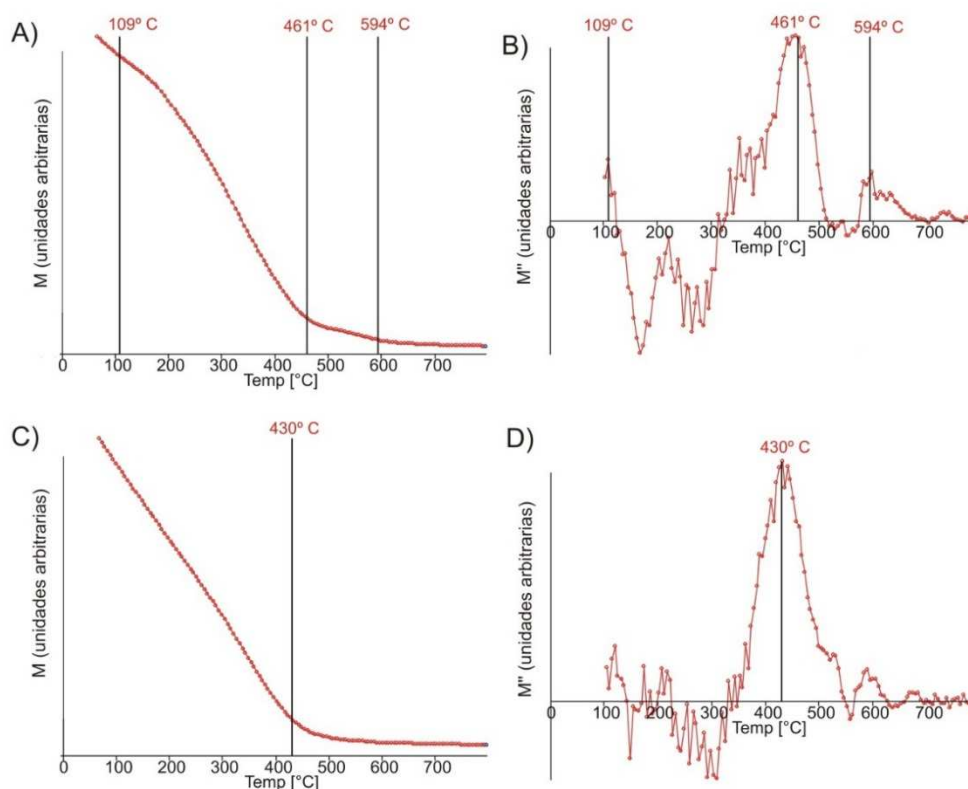 A)
109º C
461º C
594º C
M (unidades arbitrarias)
0
100
200
300
400
500
600
700
Temp [°C]
B)
109º C
461º C
594º C
M" (unidades arbitrarias)
0
100
200
300
400
500
600
700
Temp [°C]
C)
430º C
M (unidades arbitrarias)
0
100
200
300
400
500
600
700
Temp [°C]
D)
430º C
M" (unidades arbitrarias)
0
100
200
300
400
500
600
700
Temp [°C]